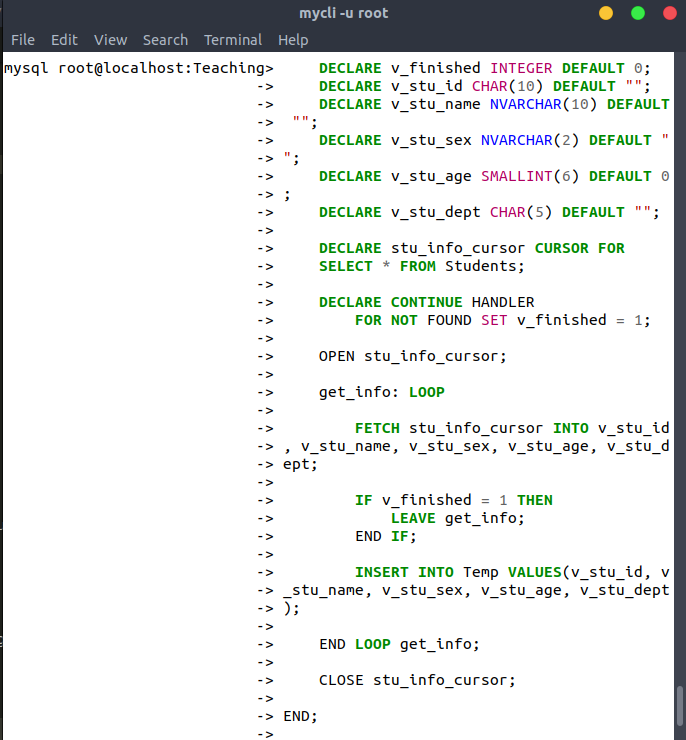 mycli -u root
File Edit View Search Terminal Help
mysql root@localhost:Teaching> DECLARE v_finished INTEGER DEFAULT 0;
-> DECLARE v_stu_id CHAR(10) DEFAULT "";
-> DECLARE v_stu_name NVARCHAR(10) DEFAULT
-> "";
-> DECLARE v_stu_sex NVARCHAR(2) DEFAULT "
-> ";
-> DECLARE v_stu_age SMALLINT(6) DEFAULT 0
-> ;
-> DECLARE v_stu_dept CHAR(5) DEFAULT "";
->
-> DECLARE stu_info_cursor CURSOR FOR
-> SELECT * FROM Students;
->
-> DECLARE CONTINUE HANDLER
-> FOR NOT FOUND SET v_finished = 1;
->
-> OPEN stu_info_cursor;
->
-> get_info: LOOP
->
-> FETCH stu_info_cursor INTO v_stu_id
-> , v_stu_name, v_stu_sex, v_stu_age, v_stu_d
-> ept;
->
-> IF v_finished = 1 THEN
-> LEAVE get_info;
-> END IF;
->
-> INSERT INTO Temp VALUES(v_stu_id, v
-> _stu_name, v_stu_sex, v_stu_age, v_stu_dept
-> );
->
-> END LOOP get_info;
->
-> CLOSE stu_info_cursor;
->
-> END;
->